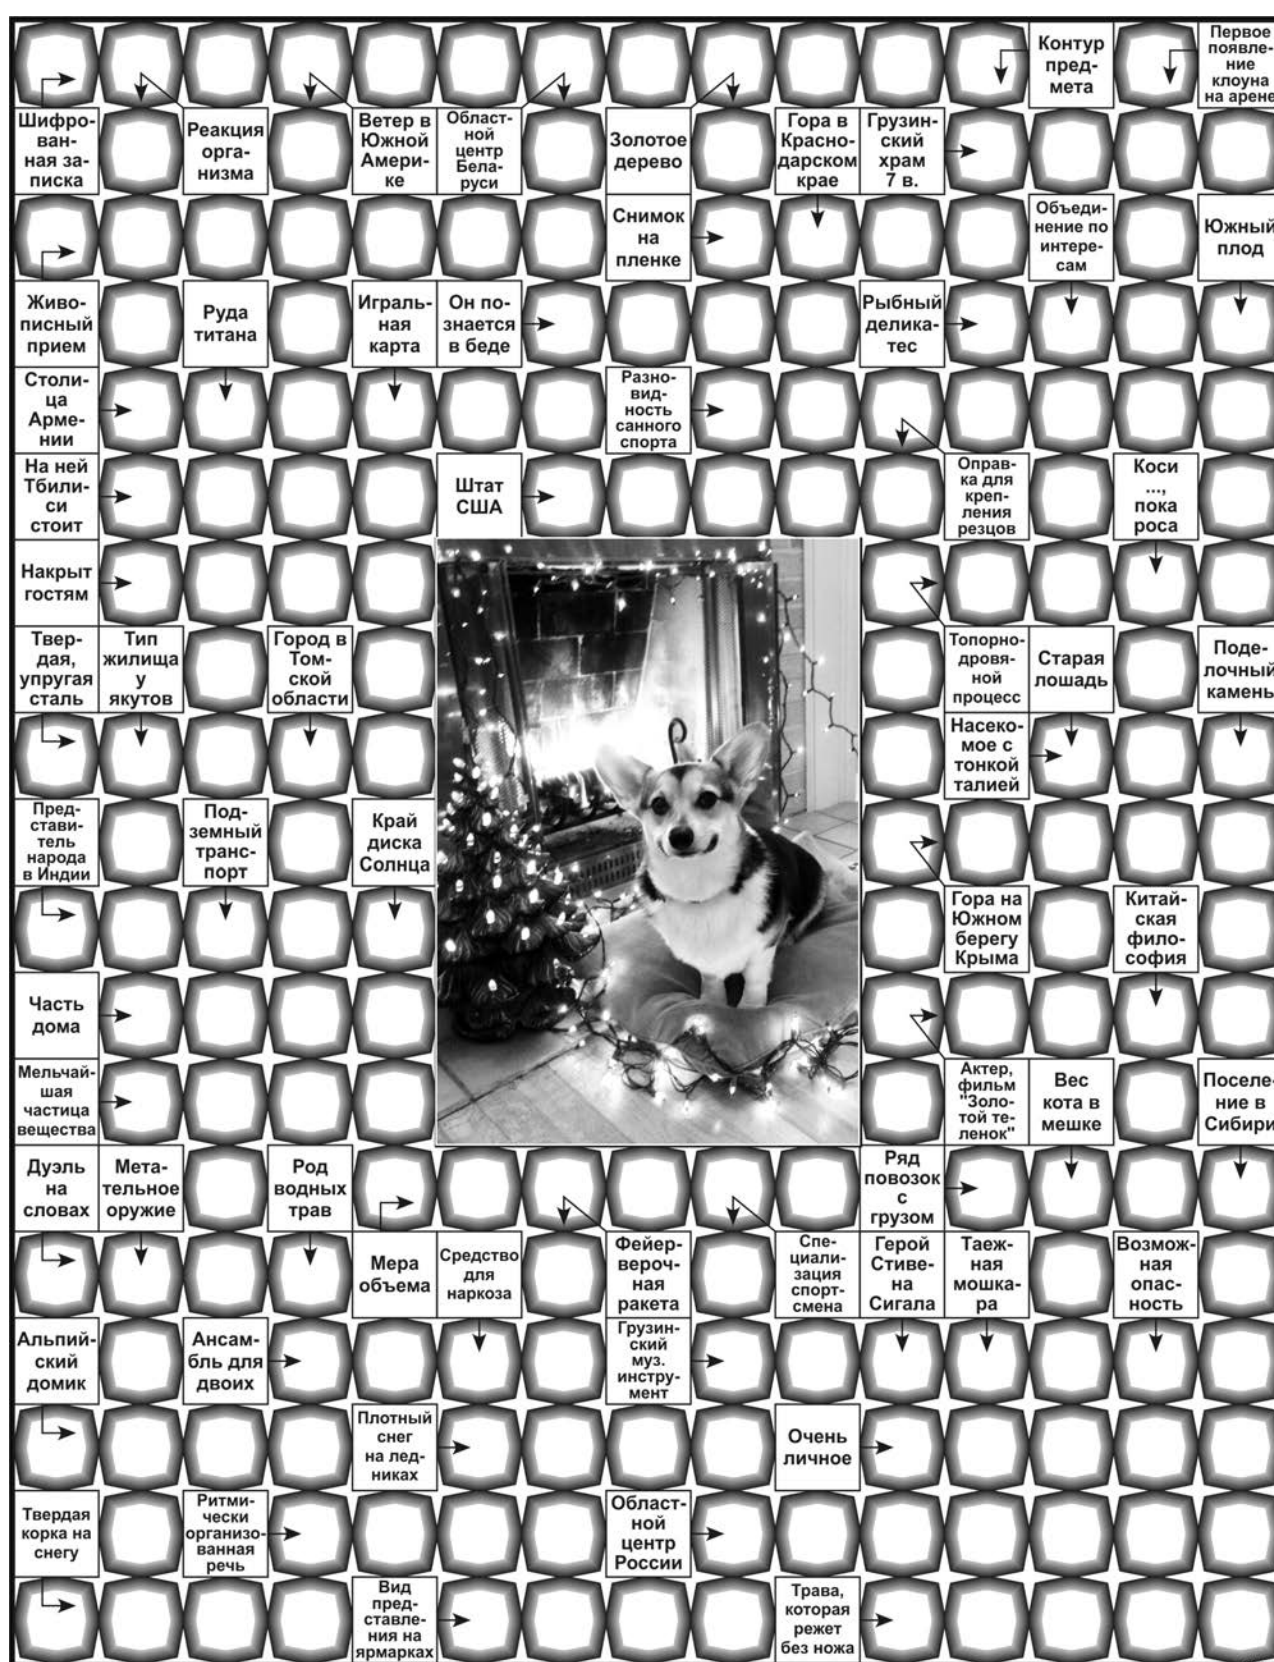 Контур
пред-
мета
Первое
появле-
ние
клоуна
на арене
Шифро-
ван-
ная за-
писка
Реакция
орга-
низма
Ветер в
Южной
Амери-
ке
Област-
ной
центр
Бела-
руси
Золотое
дерево
Гора в
Красно-
дарском
крае
Грузин-
ский
храм
7 в.
Снимок
на
пленке
Объеди-
нение по
интере-
сам
Южный
плод
Живо-
писный
прием
Руда
титана
Играль-
ная
карта
Он по-
знается
в беде
Рыбный
делика-
тес
Столи-
ца
Арме-
нии
Разно-
вид-
ность
санного
спорта
На ней
Тбили-
си
стоит
Штат
США
Оправ-
ка для
креп-
ления
резцов
Коси
...,
пока
роса
Накрыт
гостям
Твер-
дая,
упругая
сталь
Тип
жилища
у
якутов
Город в
Том-
ской
области
Топорно-
дровя-
ной
процесс
Старая
лошадь
Поде-
лочный
камень
Насеко-
мое с
тонкой
талией
Пред-
стави-
тель
народа
в Индии
Под-
земный
транс-
порт
Край
диска
Солнца
Гора на
Южном
берегу
Крыма
Китай-
ская
фило-
софия
Часть
дома
Мельчай-
шая
частица
вещества
Актер,
фильм
"Золо-
той те-
ленок"
Вес
кота в
мешке
Поселе-
ние в
Сибири
Дуэль
на
словах
Мета-
тельное
оружие
Род
водных
трав
Ряд
повозок
с
грузом
Мера
объема
Средство
для
наркоза
Фейер-
вероч-
ная
ракета
Спе-
циали-
зация
спорт-
смена
Герой
Стиве-
на
Сигала
Таеж-
ная
мошка-
ра
Возмож-
ная
опас-
ность
Альпий-
ский
домик
Ансам-
бль для
двоих
Грузин-
ский
муз.
инстру-
мент
Плотный
снег
на лед-
никах
Очень
личное
Твердая
корка на
снегу
Ритми-
чески
организо-
ванная
речь
Област-
ной
центр
России
Вид
пред-
ставле-
ния на
ярмарках
Трава,
которая
режет
без ножа